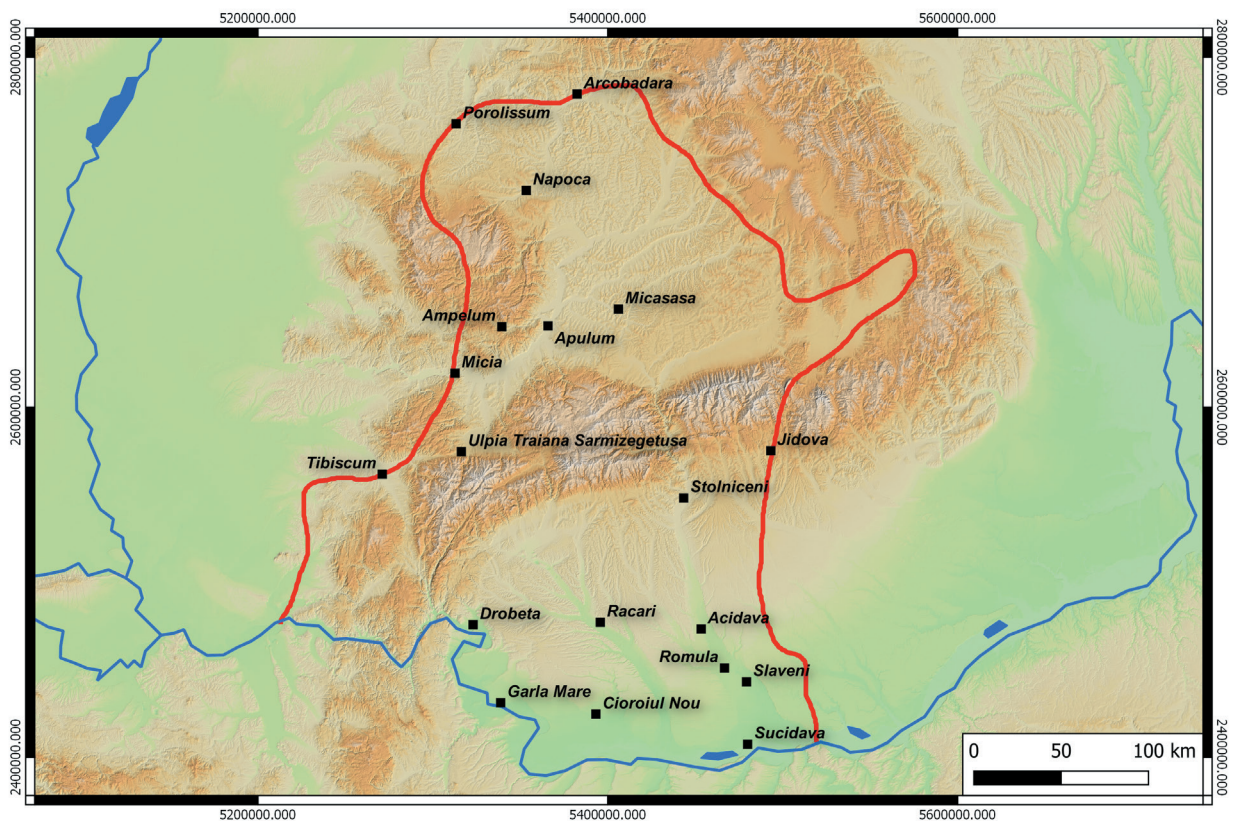 5200000.000 5400000.000 5600000.000
2800000.000 2800000.000
Arcobadara
Porolissum
Napoca
Micasasa
Ampelum
Apulum
Micia
2600000.000 2600000.000
Ulpia Traiana Sarmizegetusa
Jidova
Tibiscum
Stolniceni
Drobeta
Racari
Acidava
Romula
Slaveni
Garla Mare
Cioroiul Nou
Sucidava
2400000.000 2400000.000
0 50 100 km
5200000.000 5400000.000 5600000.000